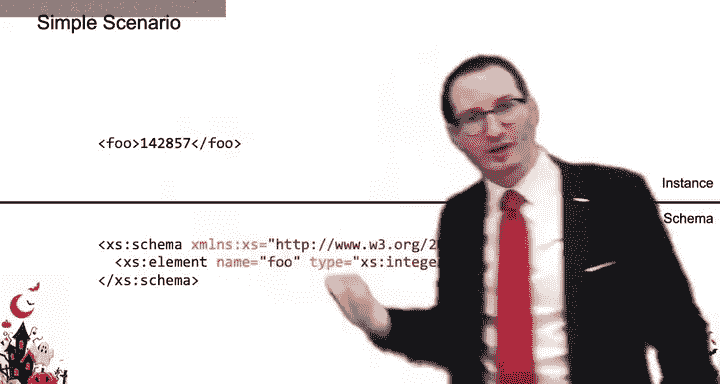 Simple Scenario
<foo>142857</foo>
Instance
Schema
<xs:schema xmlns:xs="http://www.w3.org/2
<xs:element name="foo" type="xs:intege
</xs:schema>